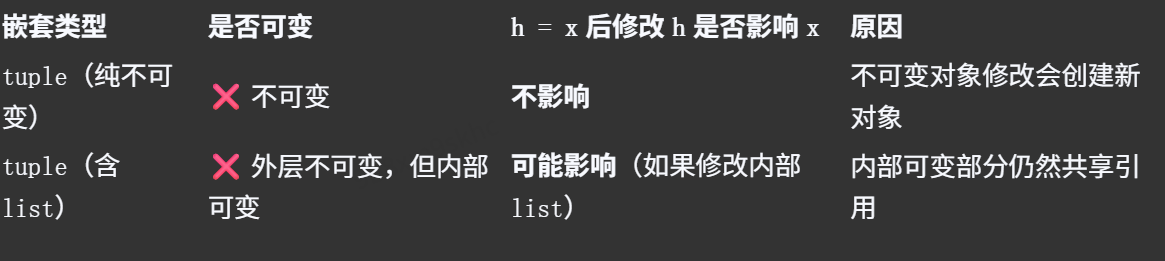 嵌套类型 是否可变 h = x 后修改 h 是否影响 x 原因
tuple（纯不可变） ❌ 不可变 不影响 不可变对象修改会创建新对象
tuple（含 list） ❌ 外层不可变，但内部可变 可能影响（如果修改内部 list） 内部可变部分仍然共享引用